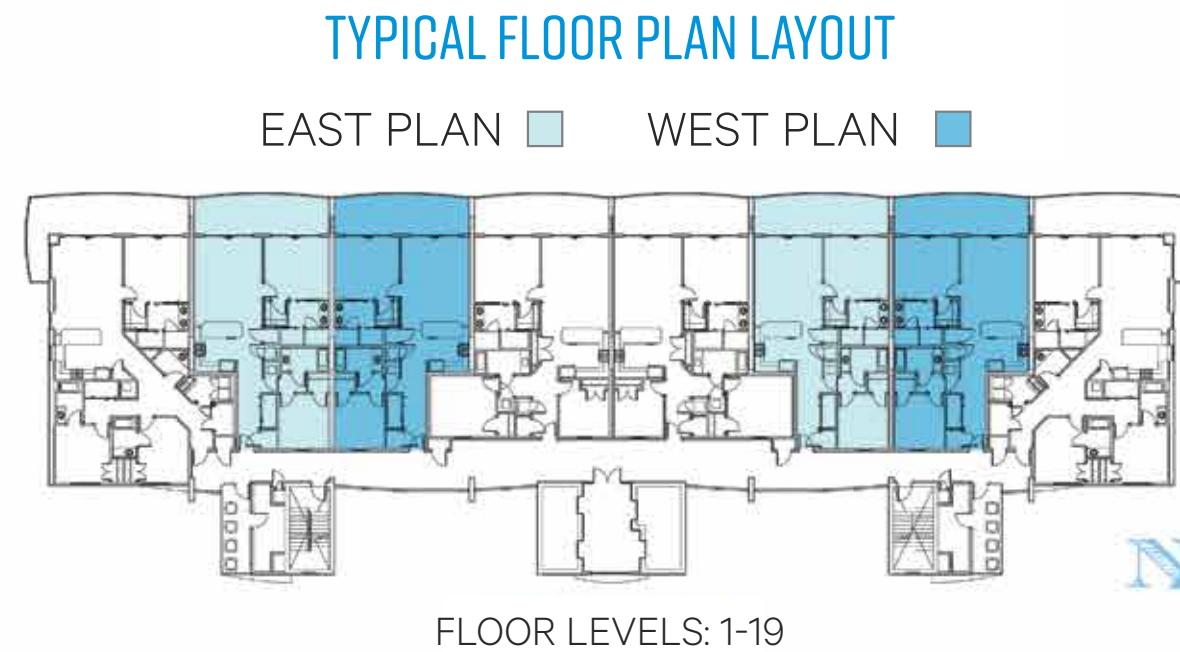 TYPICAL FLOOR PLAN LAYOUT
EAST PLAN WEST PLAN
N
FLOOR LEVELS: 1-19